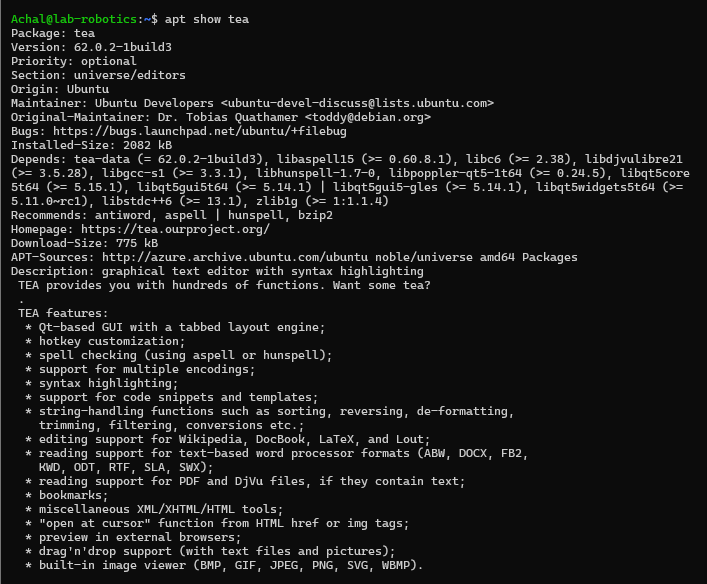 Achal@lab-robotics:~$ apt show tea
Package: tea
Version: 62.0.2-1build3
Priority: optional
Section: universe/editors
Origin: Ubuntu
Maintainer: Ubuntu Developers <ubuntu-devel-discuss@lists.ubuntu.com>
Original-Maintainer: Dr. Tobias Quathamer <toddy@debian.org>
Bugs: https://bugs.launchpad.net/ubuntu/+filebug
Installed-Size: 2082 kB
Depends: tea-data (= 62.0.2-1build3), libaspell15 (>= 0.60.8.1), libc6 (>= 2.38), libdjvulibre21
(>= 3.5.28), libgcc-s1 (>= 3.3.1), libhunspell-1.7-0, libpoppler-qt5-1t64 (>= 0.24.5), libqt5core
5t64 (>= 5.15.1), libqt5gui5t64 (>= 5.14.1) | libqt5gui5-gles (>= 5.14.1), libqt5widgets5t64 (>=
5.11.0~rc1), libstdc++6 (>= 13.1), zlib1g (>= 1:1.1.4)
Recommends: antiword, aspell | hunspell, bzip2
Homepage: https://tea.ourproject.org/
Download-Size: 775 kB
APT-Sources: http://azure.archive.ubuntu.com/ubuntu noble/universe amd64 Packages
Description: graphical text editor with syntax highlighting
 TEA provides you with hundreds of functions. Want some tea?
 .
 TEA features:
  * Qt-based GUI with a tabbed layout engine;
  * hotkey customization;
  * spell checking (using aspell or hunspell);
  * support for multiple encodings;
  * syntax highlighting;
  * support for code snippets and templates;
  * string-handling functions such as sorting, reversing, de-formatting,
    trimming, filtering, conversions etc.;
  * editing support for Wikipedia, DocBook, LaTeX, and Lout;
  * reading support for text-based word processor formats (ABW, DOCX, FB2,
    KWD, ODT, RTF, SLA, SWX);
  * reading support for PDF and DjVu files, if they contain text;
  * bookmarks;
  * miscellaneous XML/XHTML/HTML tools;
  * "open at cursor" function from HTML href or img tags;
  * preview in external browsers;
  * drag'n'drop support (with text files and pictures);
  * built-in image viewer (BMP, GIF, JPEG, PNG, SVG, WBMP).